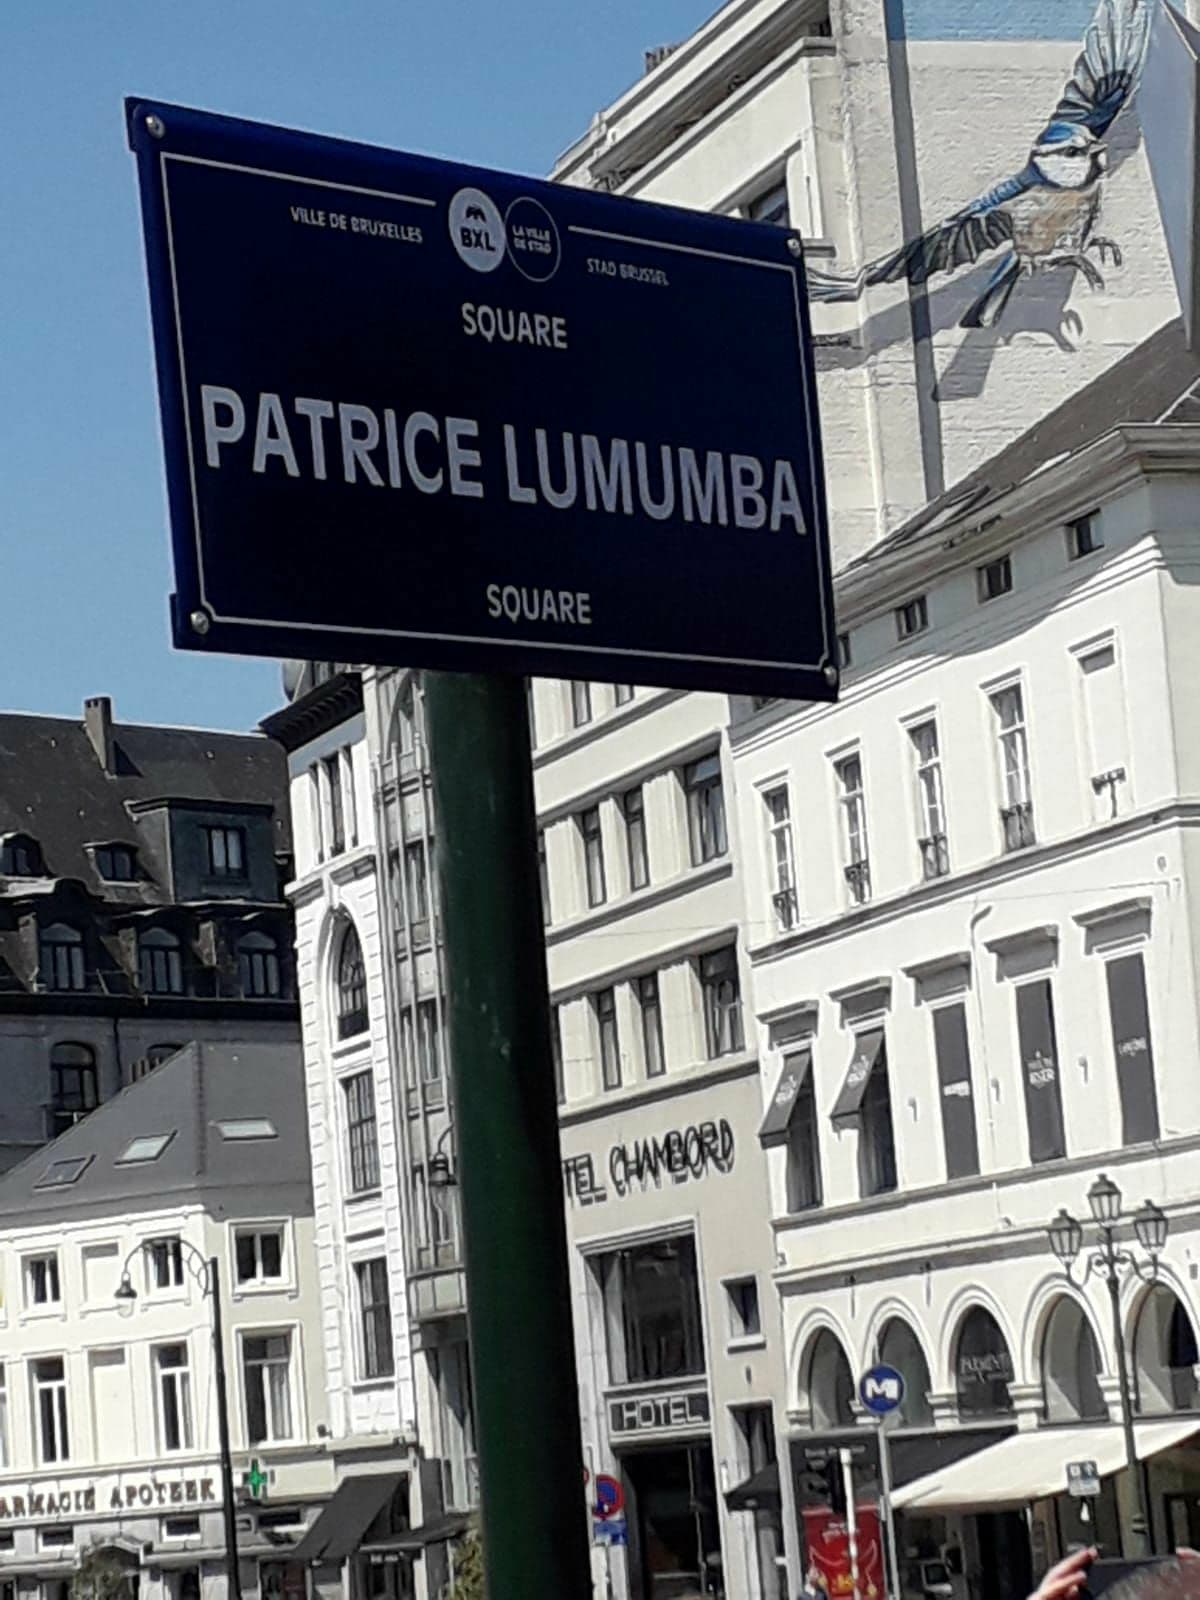 VILLE DE BRUXELLES
BXL
LA VILLE
DE STAD
STAD BRUSSEL
SQUARE
PATRICE LUMUMBA
SQUARE
TEL CHAMBORD
HOTEL
M
ARMACIE APOTEEK